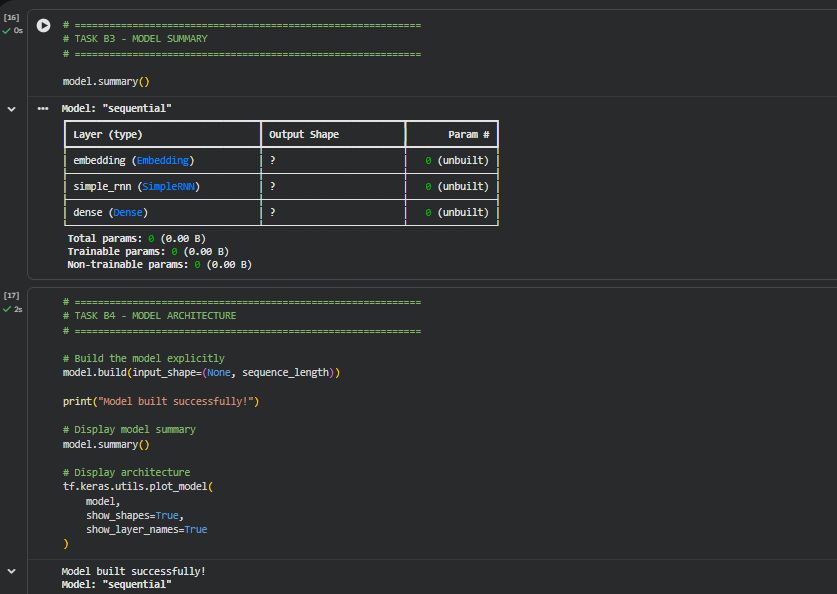 [16]
0s
# ============================================================
# TASK B3 - MODEL SUMMARY
# ============================================================
model.summary()
Model: "sequential"
Layer (type) Output Shape Param #
embedding (Embedding) ? 0 (unbuilt)
simple_rnn (SimpleRNN) ? 0 (unbuilt)
dense (Dense) ? 0 (unbuilt)
Total params: 0 (0.00 B)
Trainable params: 0 (0.00 B)
Non-trainable params: 0 (0.00 B)
[17]
2s
# ============================================================
# TASK B4 - MODEL ARCHITECTURE
# ============================================================
# Build the model explicitly
model.build(input_shape=(None, sequence_length))
print("Model built successfully!")
# Display model summary
model.summary()
# Display architecture
tf.keras.utils.plot_model(
    model,
    show_shapes=True,
    show_layer_names=True
)
Model built successfully!
Model: "sequential"